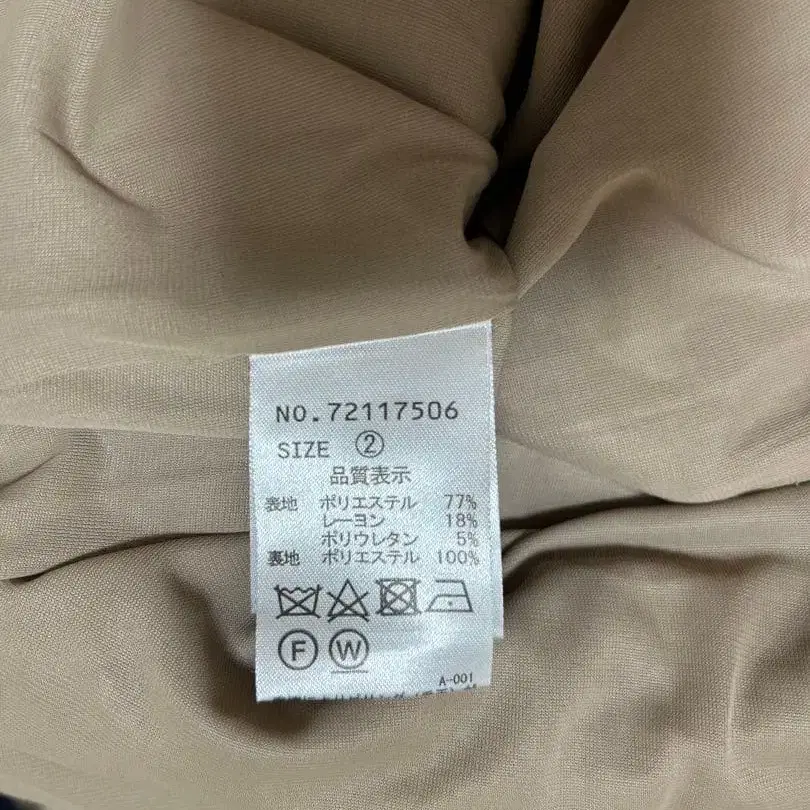 NO.72117506
SIZE ②
品質表示
表地 ポリエステル 77%
レーヨン 18%
ポリウレタン 5%
裏地 ポリエステル 100%
F W
A-001